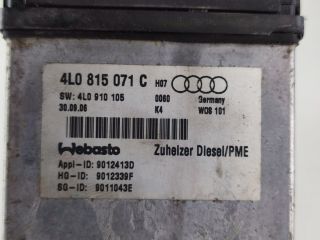 4L0 815 071 C H07
SW: 4L0 910 105 0060 Germany
30.09.06 K4 WO8 101
Webasto Zuheizer Diesel/PME
Appl-ID: 9012413D
HG-ID: 9012339F
SG-ID: 9011043E